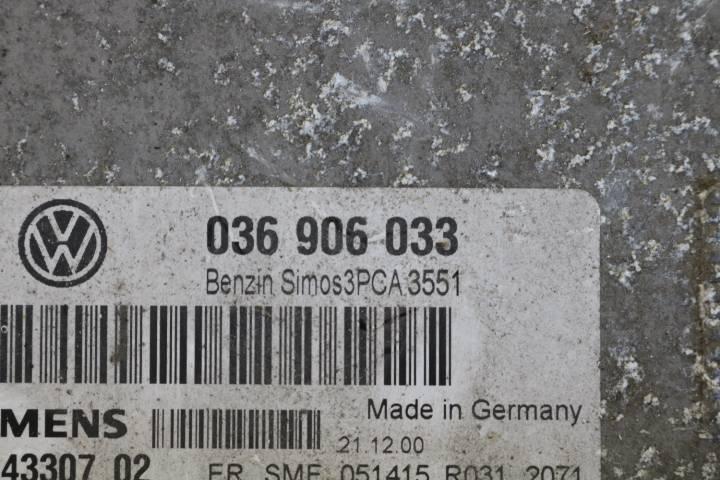 036 906 033
Benzin Simos3PCA.3551
Made in Germany
MENS
21.12.00
43307 02 ER SME 051415 R031 2071